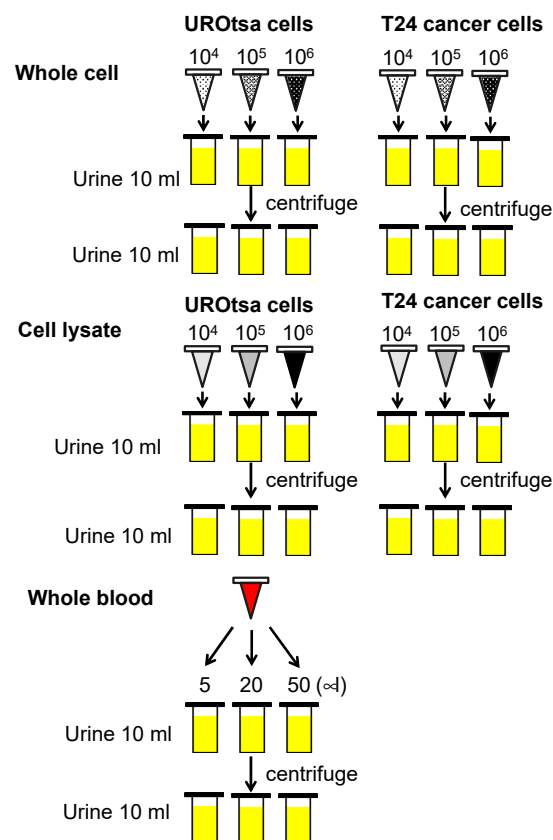 UROtsa cells T24 cancer cells
Whole cell
10⁴ 10⁵ 10⁶ 10⁴ 10⁵ 10⁶
Urine 10 ml
centrifuge centrifuge
Urine 10 ml
UROtsa cells T24 cancer cells
Cell lysate
10⁴ 10⁵ 10⁶ 10⁴ 10⁵ 10⁶
Urine 10 ml
centrifuge centrifuge
Urine 10 ml
Whole blood
5 20 50 (∝l)
Urine 10 ml
centrifuge
Urine 10 ml